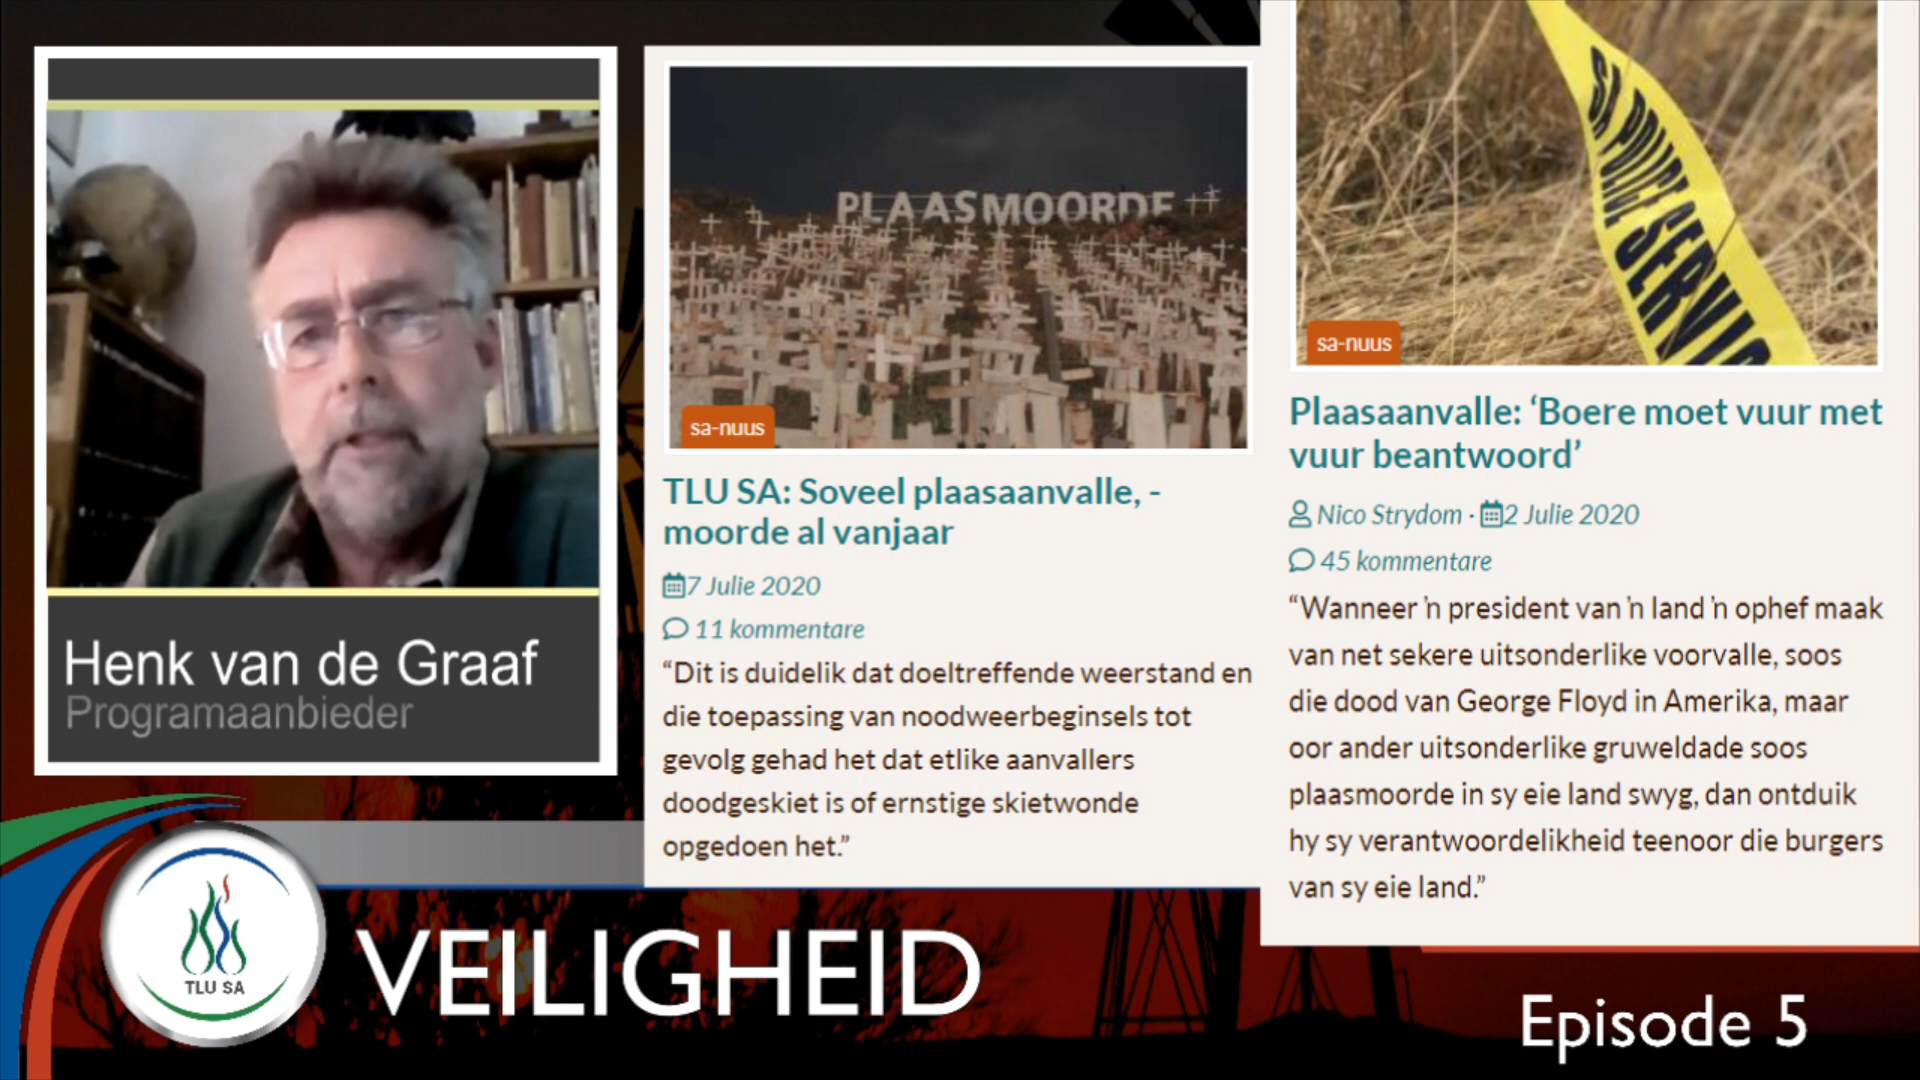 Henk van de Graaf
Programaanbieder
PLAASMOORDE
sa-nuus
TLU SA: Soveel plaasaanvalle, -
moorde al vanjaar
7 Julie 2020
11 kommentare
“Dit is duidelik dat doeltreffende weerstand en
die toepassing van noodweerbeginsels tot
gevolg gehad het dat etlike aanvallers
doodgeskiet is of ernstige skietwonde
opgedoen het.”
SA POLICE SERVIC
sa-nuus
Plaasaanvalle: ‘Boere moet vuur met
vuur beantwoord’
Nico Strydom · 2 Julie 2020
45 kommentare
“Wanneer ’n president van ’n land ’n ophef maak
van net sekere uitsonderlike voorvalle, soos
die dood van George Floyd in Amerika, maar
oor ander uitsonderlike gruweldade soos
plaasmoorde in sy eie land swyg, dan ontduik
hy sy verantwoordelikheid teenoor die burgers
van sy eie land.”
TLU SA
VEILIGHEID
Episode 5